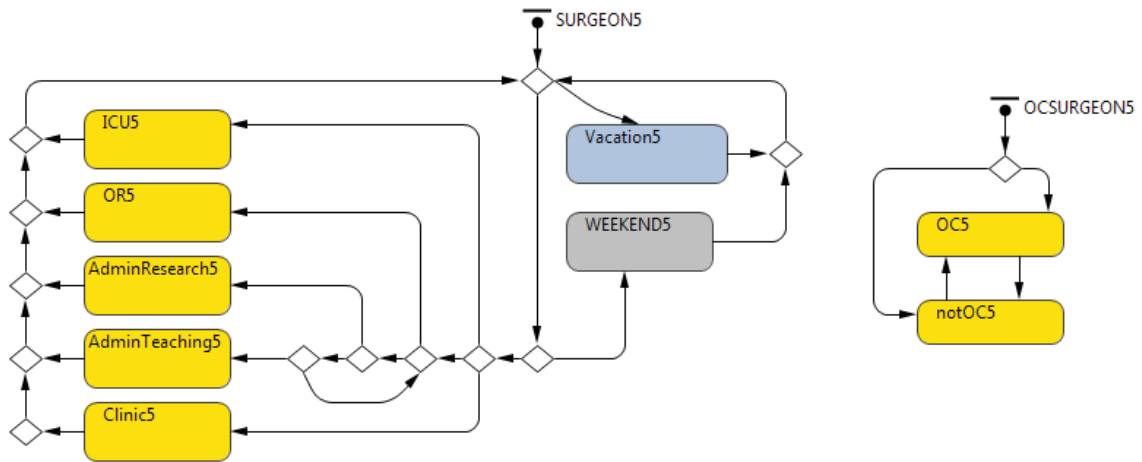 SURGEON5
ICU5
Vacation5
OCSURGEON5
OR5
WEEKEND5
OC5
AdminResearch5
notOC5
AdminTeaching5
Clinic5